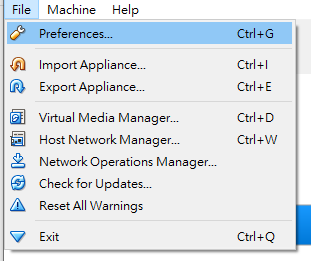 File Machine Help
Preferences... Ctrl+G
Import Appliance... Ctrl+I
Export Appliance... Ctrl+E
Virtual Media Manager... Ctrl+D
Host Network Manager... Ctrl+W
Network Operations Manager...
Check for Updates...
Reset All Warnings
Exit Ctrl+Q